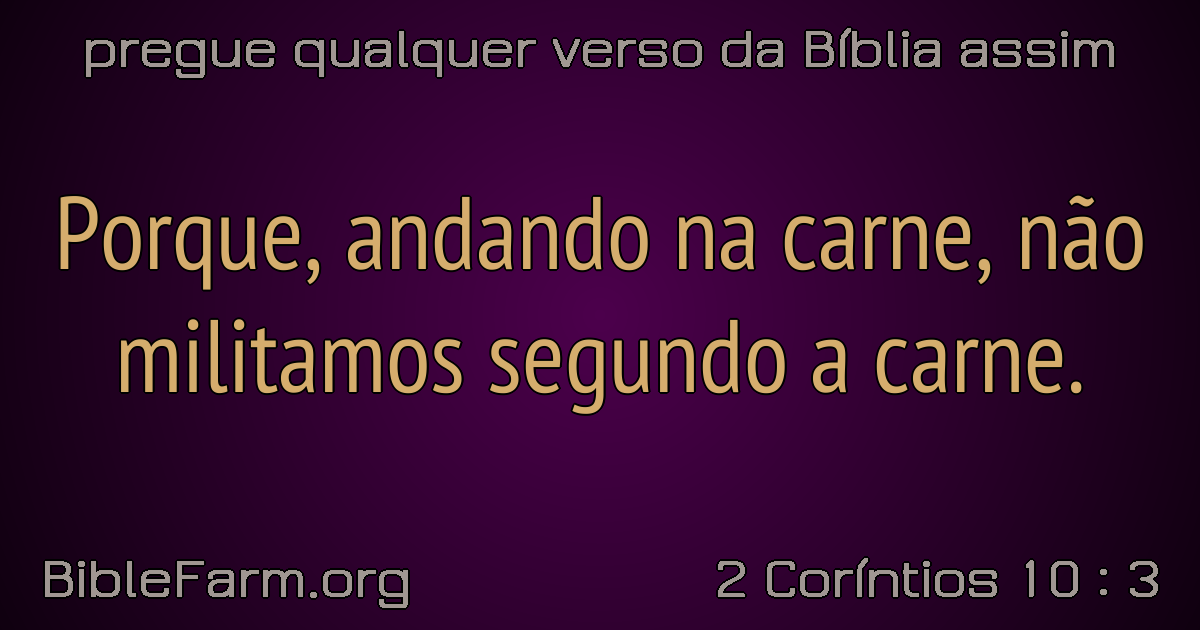 pregue qualquer verso da Bíblia assim
Porque, andando na carne, não
militamos segundo a carne.
BibleFarm.org
2 Coríntios 10 : 3